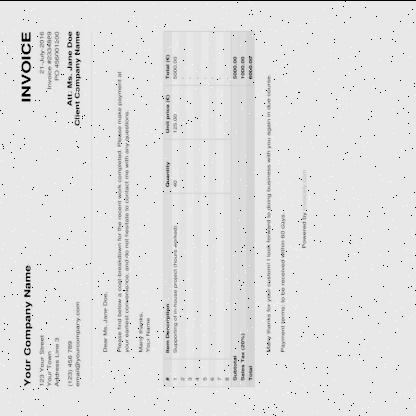 Your Company Name
INVOICE
123 Your Street
21-July-2016
Your Town
Invoice #2334889
Address Line 3
PO 456001200
(123) 456 789
Att. Ms. Jane Doe
email@yourcompany.com
Client Company Name
Dear Ms. Jane Doe,
Please find below a cost-breakdown for the recent work completed. Please make payment at
your earliest convenience, and do not hesitate to contact me with any questions.
Many thanks,
Your Name
# Item Description Quantity Unit price (€) Total (€)
1 Supporting of in-house project (hours worked) 40 125.00 5000.00
2
3
4
5
6
7
8
Subtotal 5000.00
Sales Tax (20%) 1000.00
Total 6000.00
Many thanks for your custom! I look forward to doing business with you again in due course.
Payment terms: to be received within 60 days.
Powered by